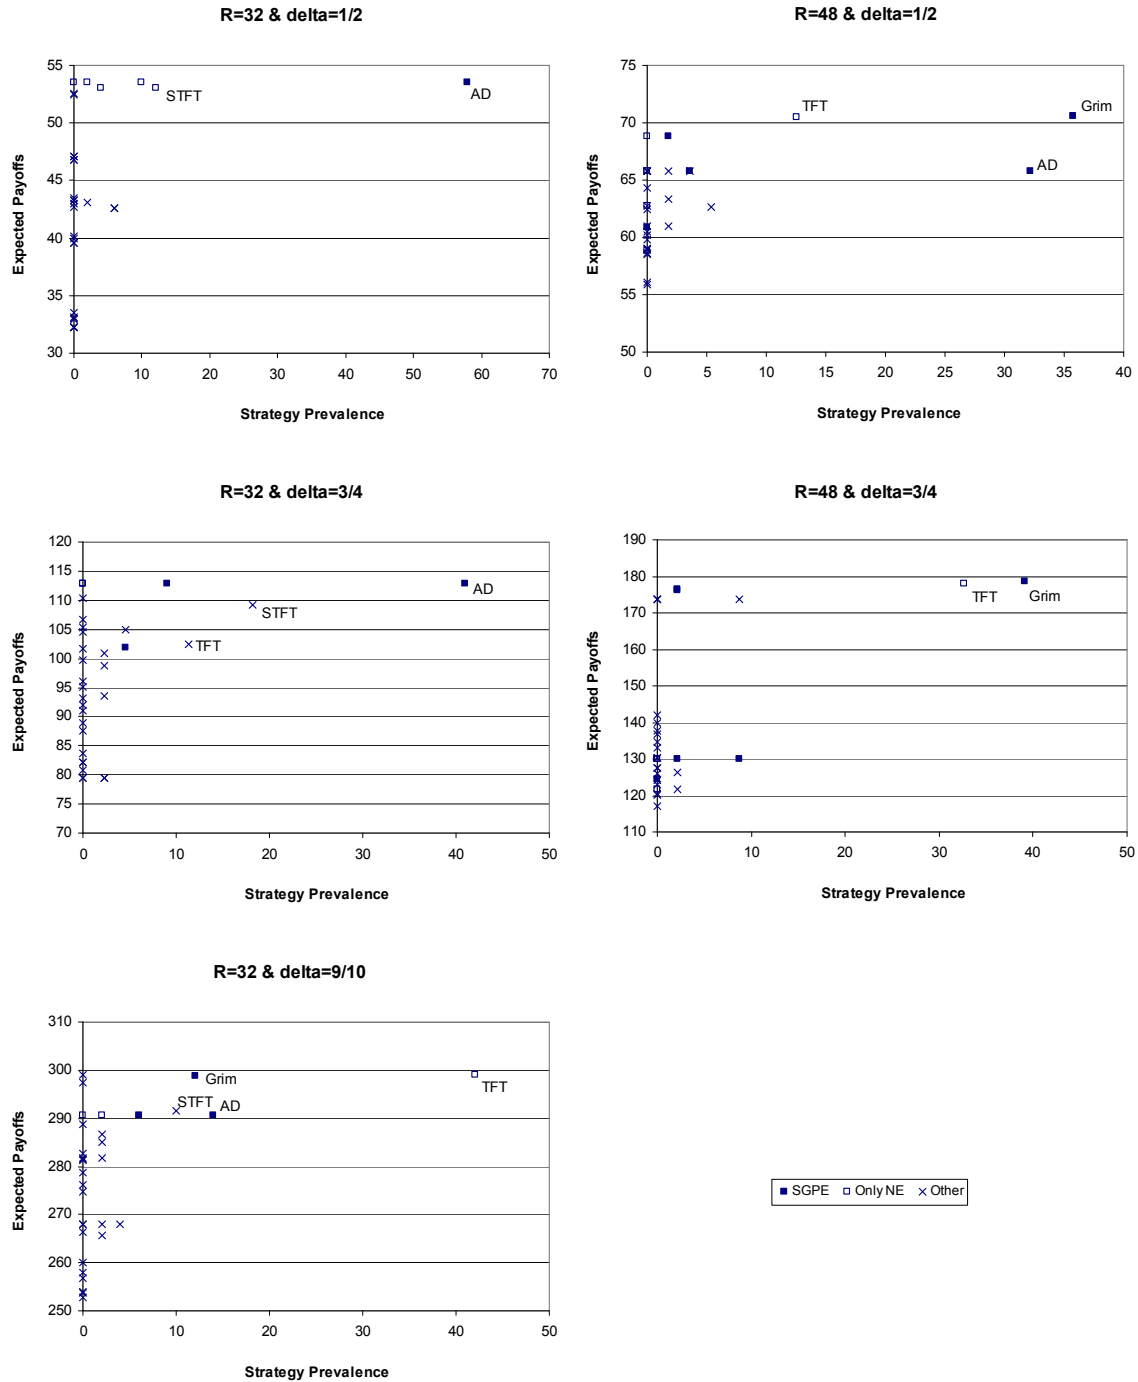 R=32 & delta=1/2
Expected Payoffs
55
50
45
40
35
30
STFT
AD
0 10 20 30 40 50 60 70
Strategy Prevalence
R=48 & delta=1/2
Expected Payoffs
75
70
65
60
55
50
TFT
Grim
AD
0 5 10 15 20 25 30 35 40
Strategy Prevalence
R=32 & delta=3/4
Expected Payoffs
120
115
110
105
100
95
90
85
80
75
70
AD
STFT
TFT
0 10 20 30 40 50
Strategy Prevalence
R=48 & delta=3/4
Expected Payoffs
190
180
170
160
150
140
130
120
110
TFT
Grim
0 10 20 30 40 50
Strategy Prevalence
R=32 & delta=9/10
Expected Payoffs
310
300
290
280
270
260
250
Grim
TFT
STFT
AD
0 10 20 30 40 50
Strategy Prevalence
SGPE Only NE Other